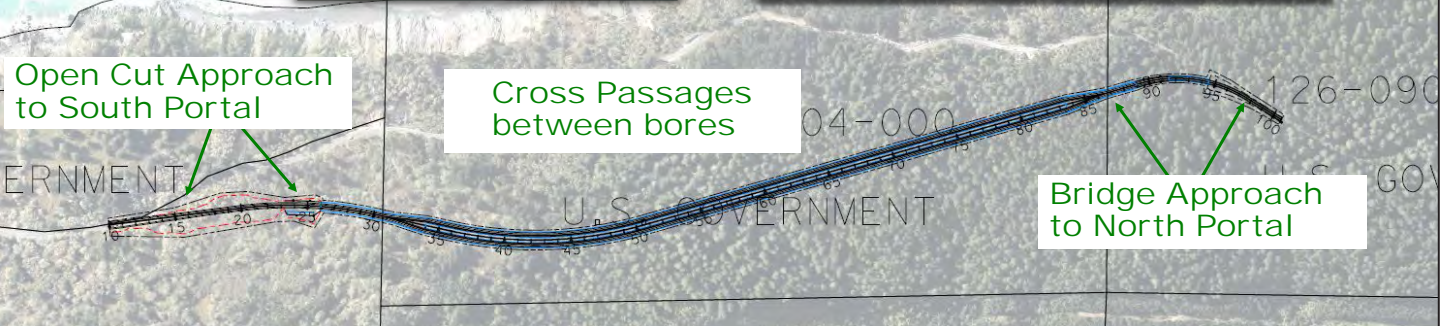 Open Cut Approach
to South Portal
Cross Passages
between bores
04-000
126-090
ERNMENT
U.S. GOVERNMENT
U.S. GOV
Bridge Approach
to North Portal
10
15
20
25
30
35
40
45
50
60
65
70
75
80
85
90
95
100